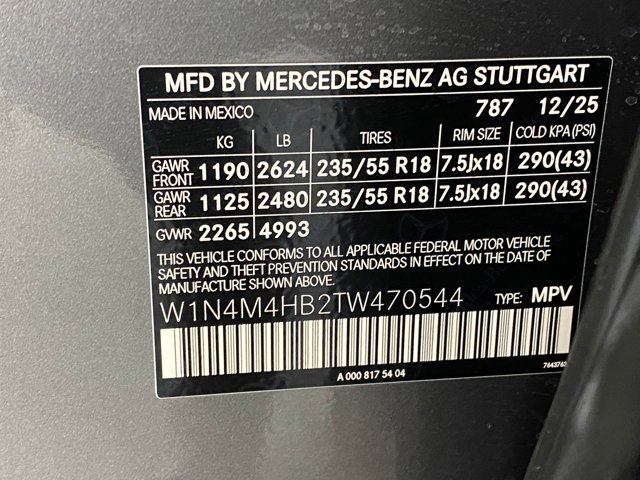 MFD BY MERCEDES-BENZ AG STUTTGART
MADE IN MEXICO 787 12/25
KG LB TIRES RIM SIZE COLD KPA (PSI)
GAWR FRONT 1190 2624 235/55 R18 7.5Jx18 290(43)
GAWR REAR 1125 2480 235/55 R18 7.5Jx18 290(43)
GVWR 2265 4993
THIS VEHICLE CONFORMS TO ALL APPLICABLE FEDERAL MOTOR VEHICLE
SAFETY AND THEFT PREVENTION STANDARDS IN EFFECT ON THE DATE OF
MANUFACTURE SHOWN ABOVE.
W1N4M4HB2TW470544 TYPE: MPV
A 000 817 54 04